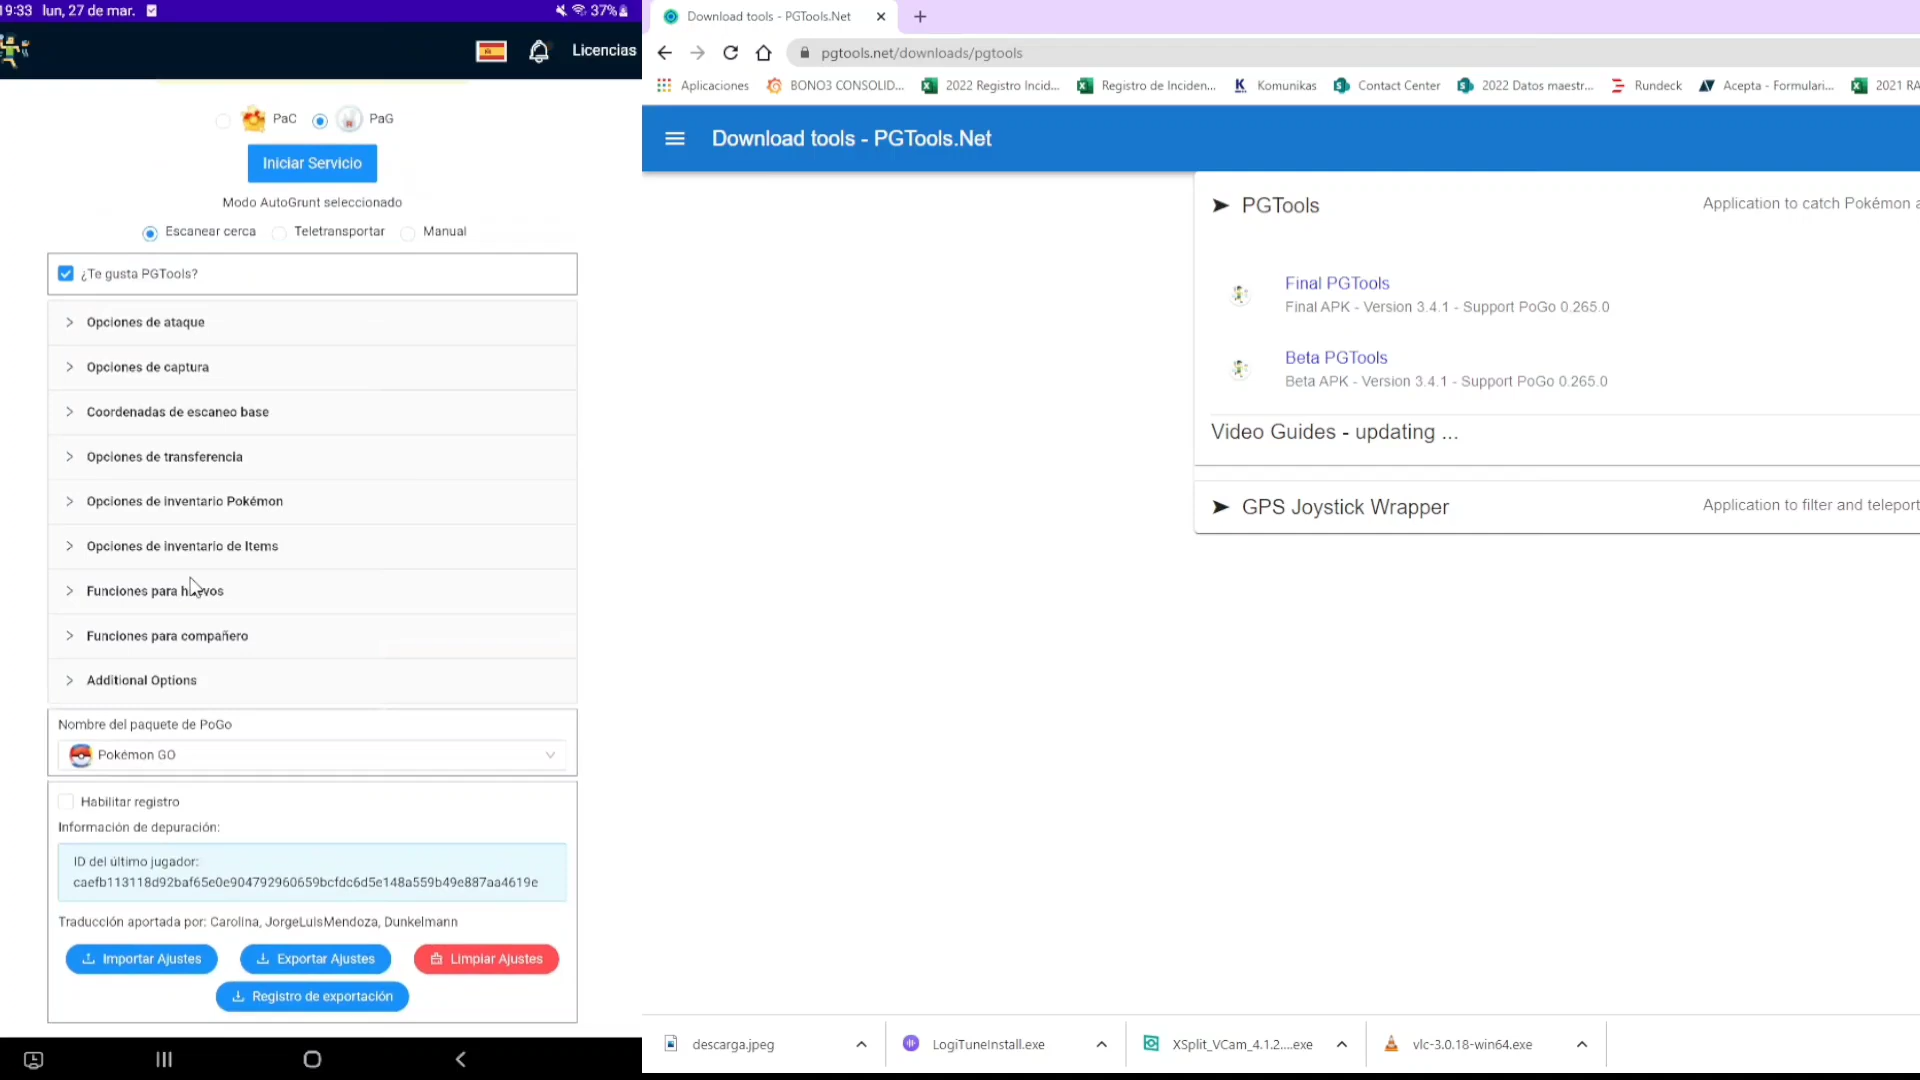 19:33 lun, 27 de mar.
37%
Licencias
PaC
PaG
Iniciar Servicio
Modo AutoGrunt seleccionado
Escanear cerca
Teletransportar
Manual
¿Te gusta PGTools?
Opciones de ataque
Opciones de captura
Coordenadas de escaneo base
Opciones de transferencia
Opciones de inventario Pokémon
Opciones de inventario de Items
Funciones para
Funciones para compañero
Additional Options
Nombre del paquete de PoGo
Pokémon GO
Habilitar registro
Información de depuración:
ID del último jugador:
caefb113118d92baf65e0e904792960659bcfdc6d5e148a559b49e887aa4619e
Traducción aportada por: Carolina, JorgeLuisMendoza, Dunkelmann
Importar Ajustes
Exportar Ajustes
Limpiar Ajustes
Registro de exportación
Download tools - PGTools.Net
pgtools.net/downloads/pgtools
Aplicaciones
BONO3 CONSOLID...
2022 Registro Incid...
Registro de Inciden...
Komunikas
Contact Center
2022 Datos maestr...
Rundeck
Acepta - Formulari...
2021 RA
Download tools - PGTools.Net
PGTools
Application to catch Pokémon a
Final PGTools
Final APK - Version 3.4.1 - Support PoGo 0.265.0
Beta PGTools
Beta APK - Version 3.4.1 - Support PoGo 0.265.0
Video Guides - updating ...
GPS Joystick Wrapper
Application to filter and teleport
descarga.jpeg
LogiTuneInstall.exe
XSplit_VCam_4.1.2....exe
vlc-3.0.18-win64.exe